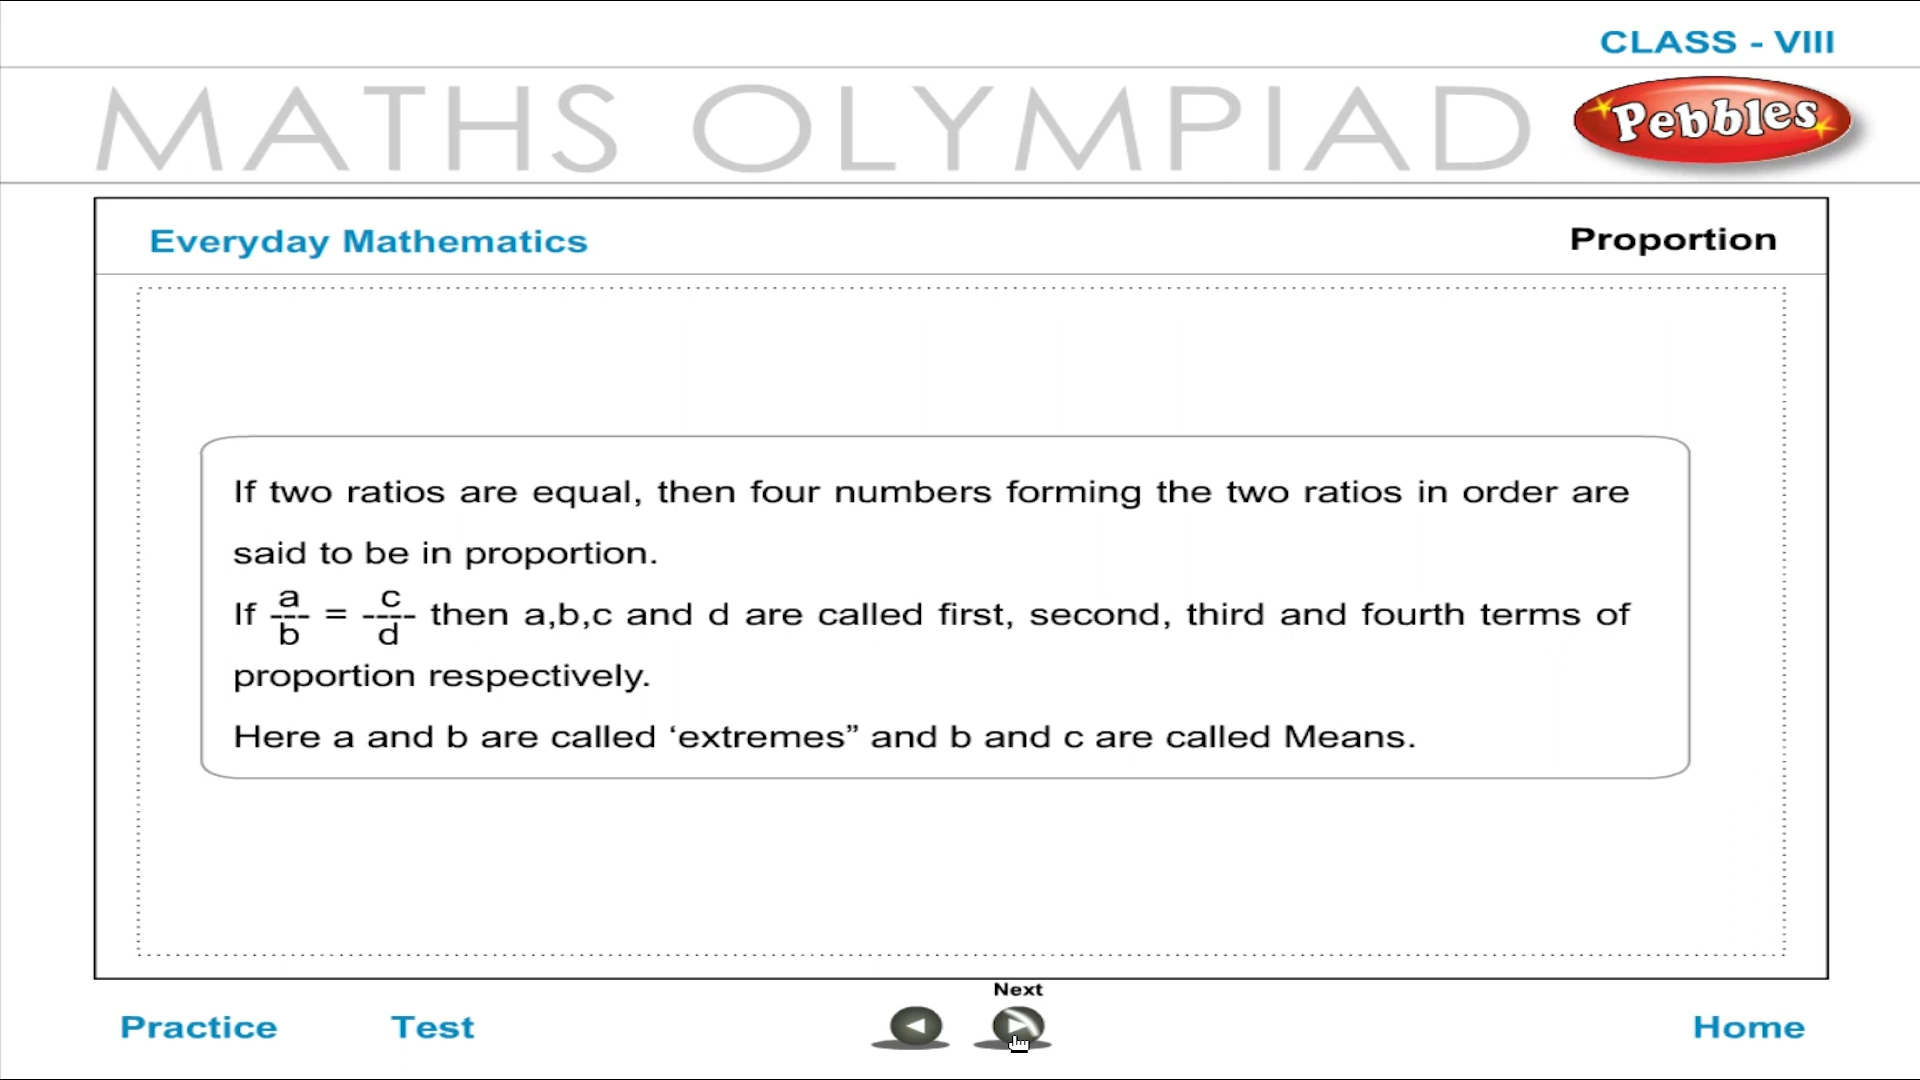 CLASS - VIII
MATHS OLYMPIAD
Pebbles
Everyday Mathematics
Proportion
If two ratios are equal, then four numbers forming the two ratios in order are
said to be in proportion.
If a/b = c/d then a,b,c and d are called first, second, third and fourth terms of
proportion respectively.
Here a and b are called ‘extremes” and b and c are called Means.
Next
Practice
Test
Home